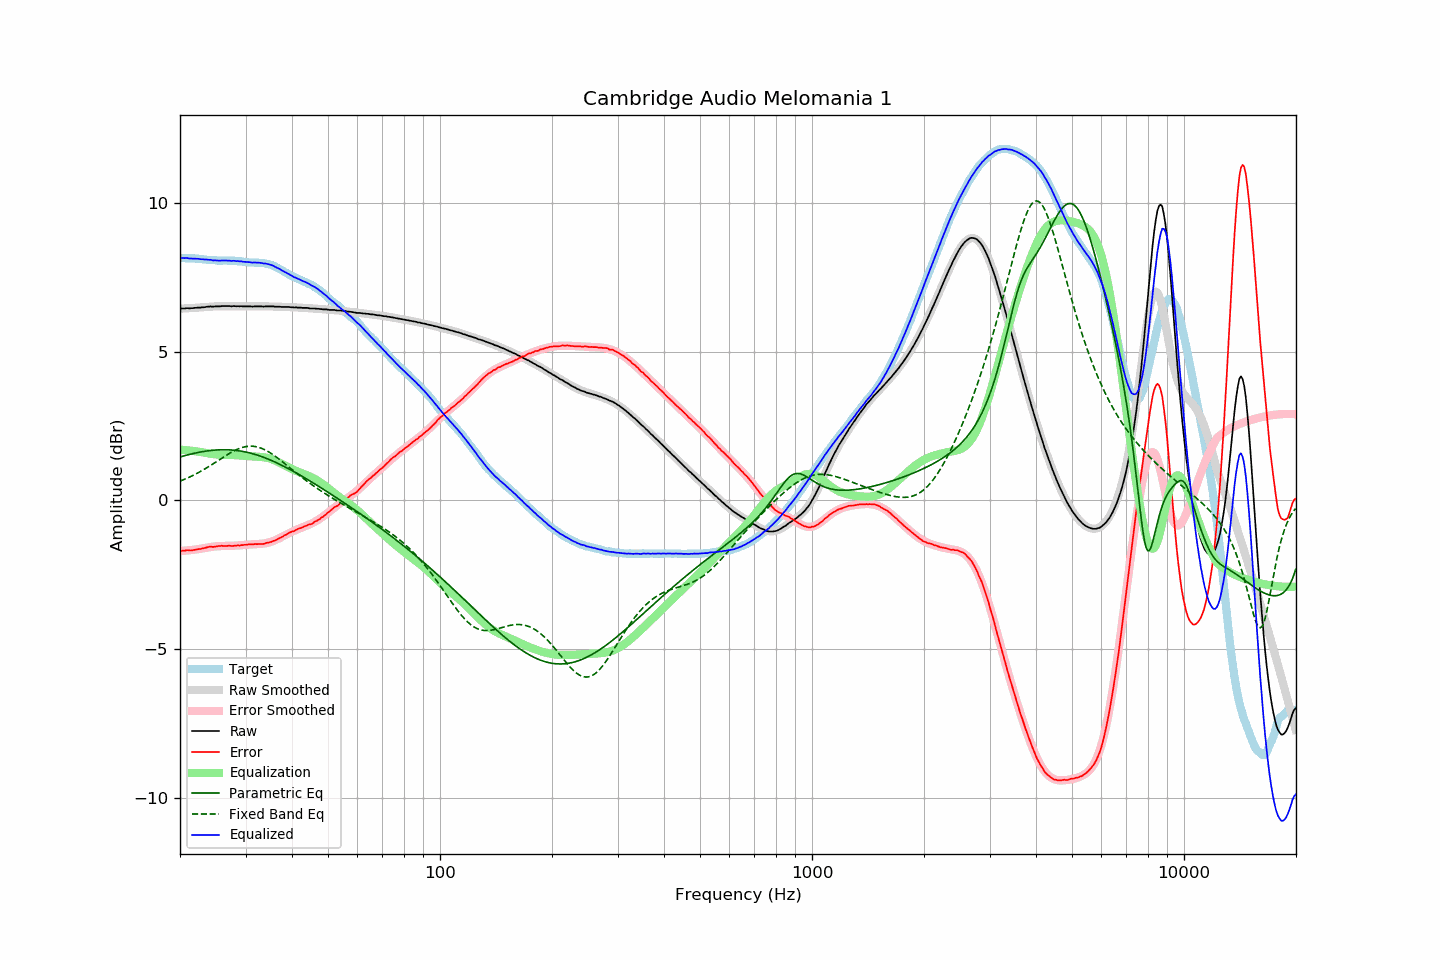 Cambridge Audio Melomania 1
Amplitude (dBr)
10
5
0
−5
−10
Target
Raw Smoothed
Error Smoothed
Raw
Error
Equalization
Parametric Eq
Fixed Band Eq
Equalized
100
1000
10000
Frequency (Hz)